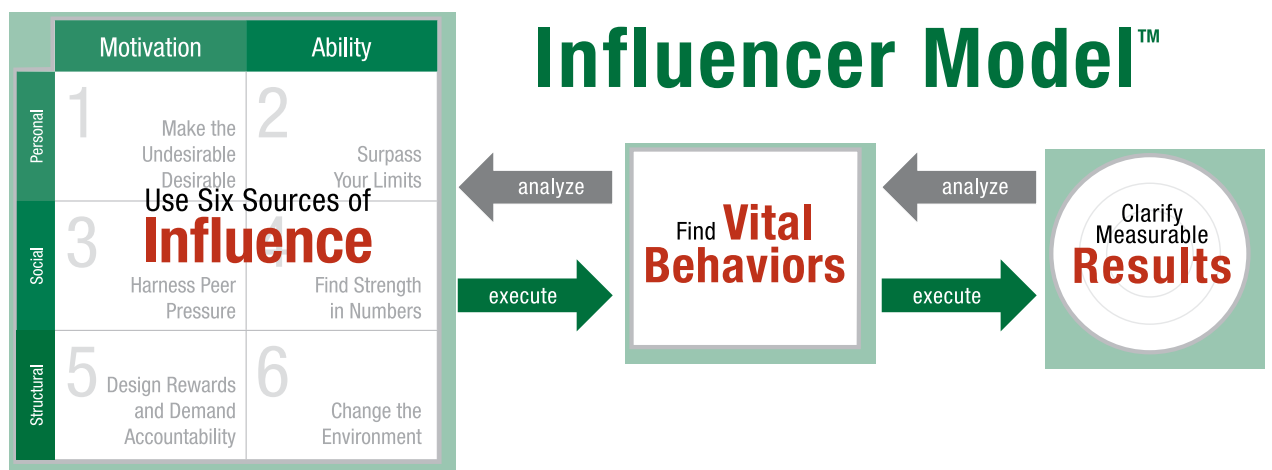 Influencer Model™
Motivation
Ability
Personal
1
Make the
Undesirable
Desirable
2
Surpass
Your Limits
Use Six Sources of
Influence
Social
3
Harness Peer
Pressure
4
Find Strength
in Numbers
Structural
5
Design Rewards
and Demand
Accountability
6
Change the
Environment
analyze
execute
Find Vital
Behaviors
analyze
execute
Clarify
Measurable
Results